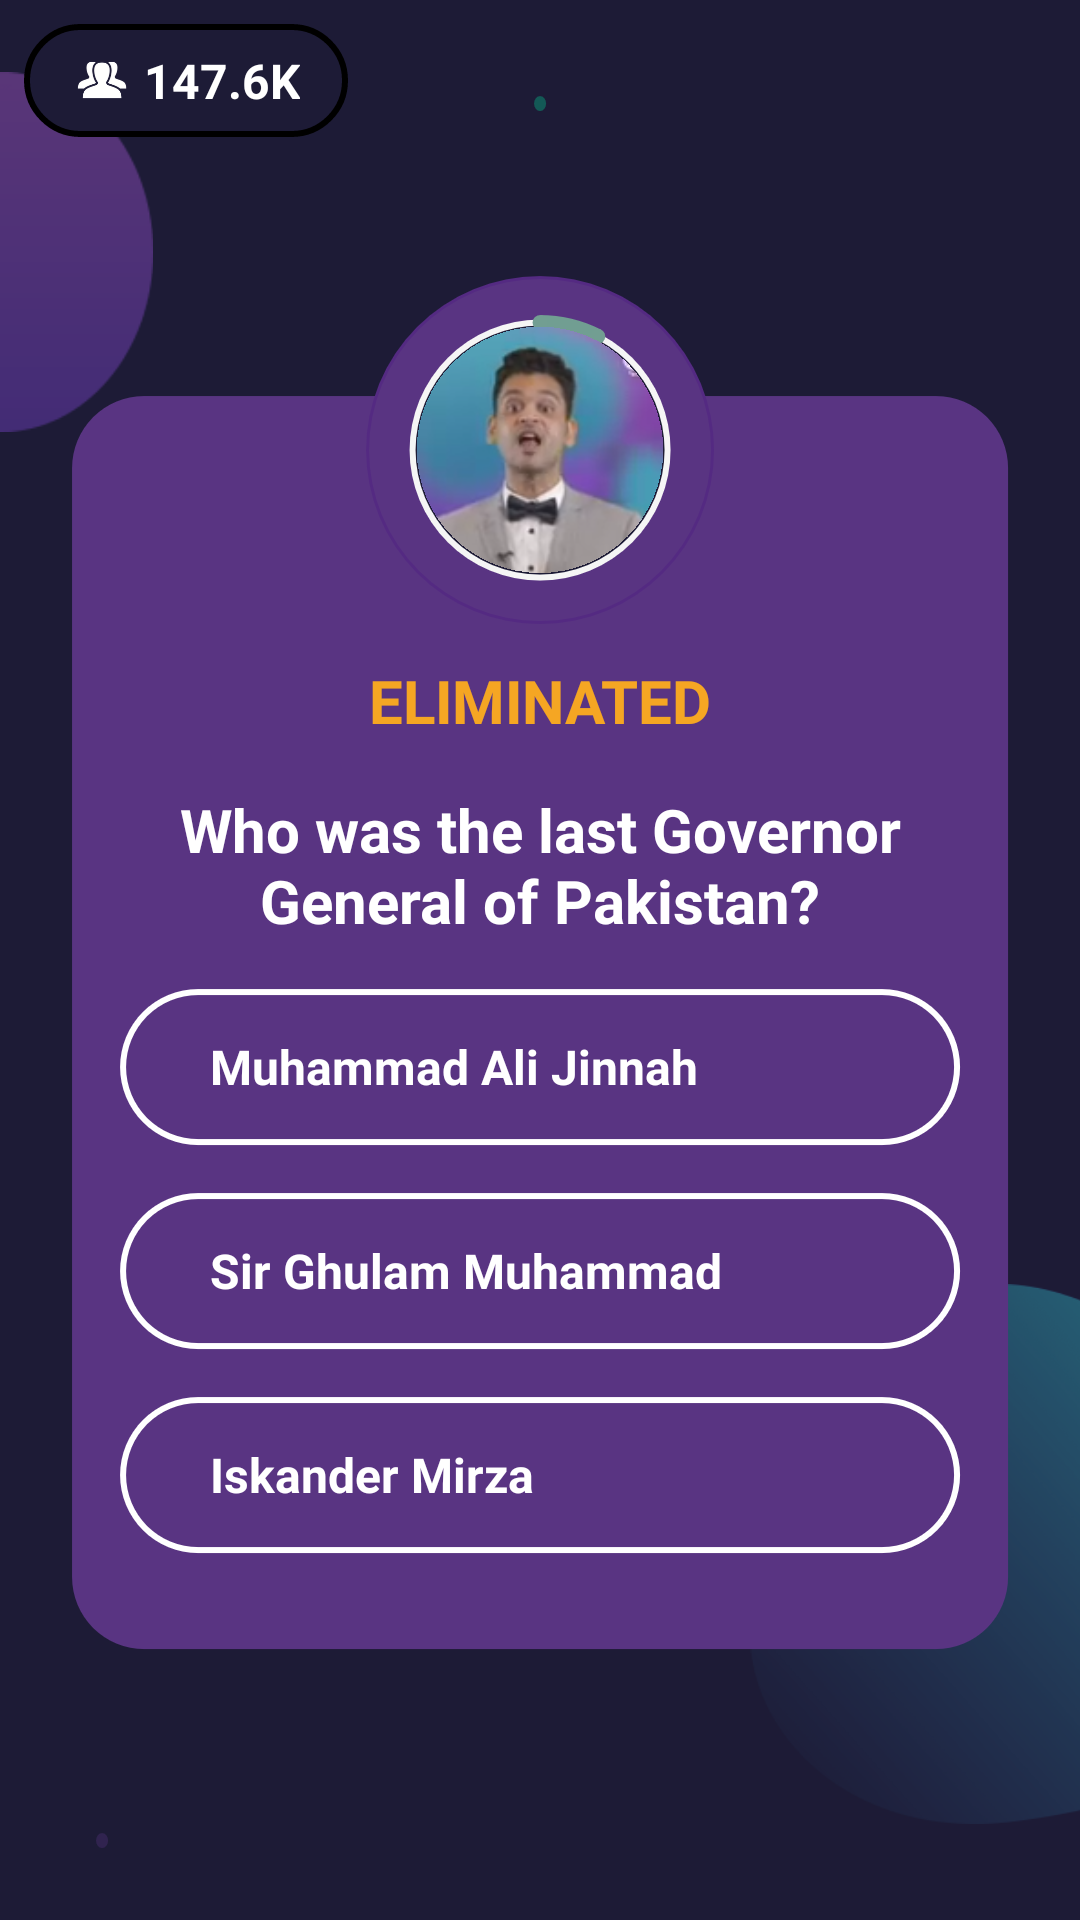 147.6K
ELIMINATED
Who was the last Governor
General of Pakistan?
Muhammad Ali Jinnah
Sir Ghulam Muhammad
Iskander Mirza